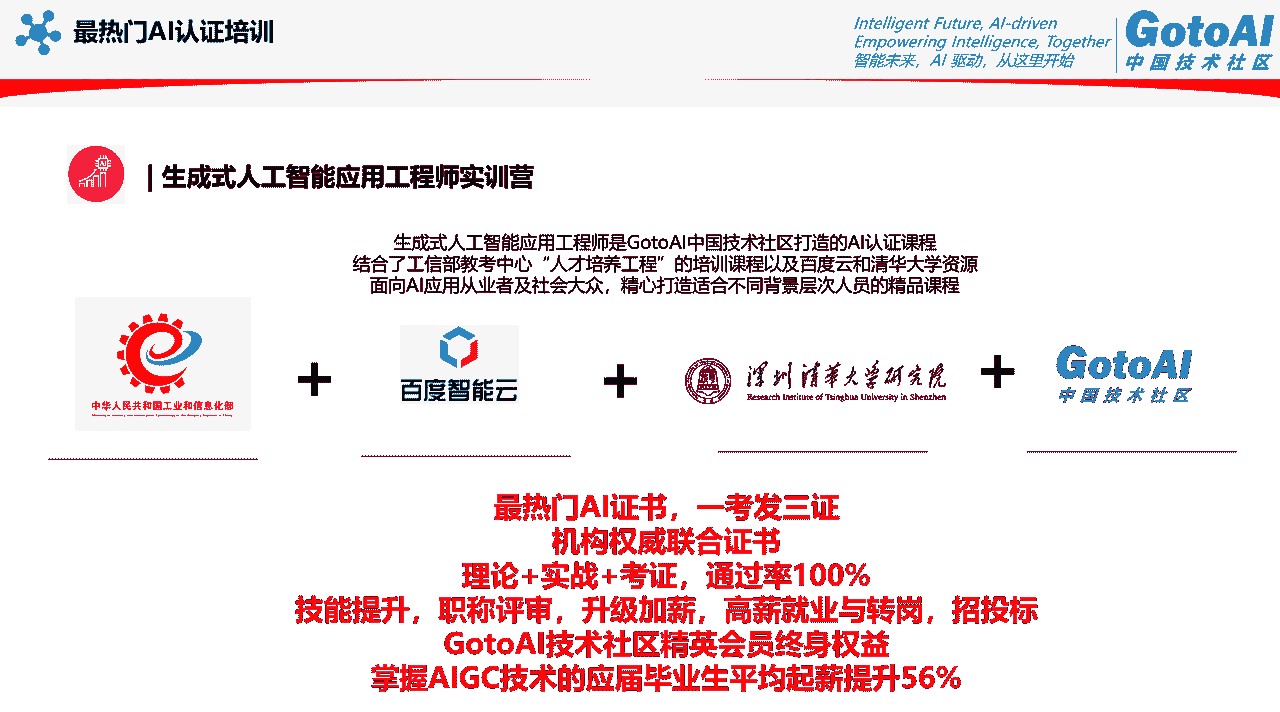 最热门AI认证培训
Intelligent Future, AI-driven
Empowering Intelligence, Together
智能未来，AI 驱动，从这里开始
GotoAI
中国技术社区
| 生成式人工智能应用工程师实训营
生成式人工智能应用工程师是GotoAI中国技术社区打造的AI认证课程
结合了工信部教考中心“人才培养工程”的培训课程以及百度云和清华大学资源
面向AI应用从业者及社会大众，精心打造适合不同背景层次人员的精品课程
中华人民共和国工业和信息化部
+
百度智能云
+
深圳清华大学研究院
Research Institute of Tsinghua University in Shenzhen
+
GotoAI
中国技术社区
最热门AI证书，一考发三证
机构权威联合证书
理论+实战+考证，通过率100%
技能提升，职称评审，升级加薪，高薪就业与转岗，招投标
GotoAI技术社区精英会员终身权益
掌握AIGC技术的应届毕业生平均起薪提升56%